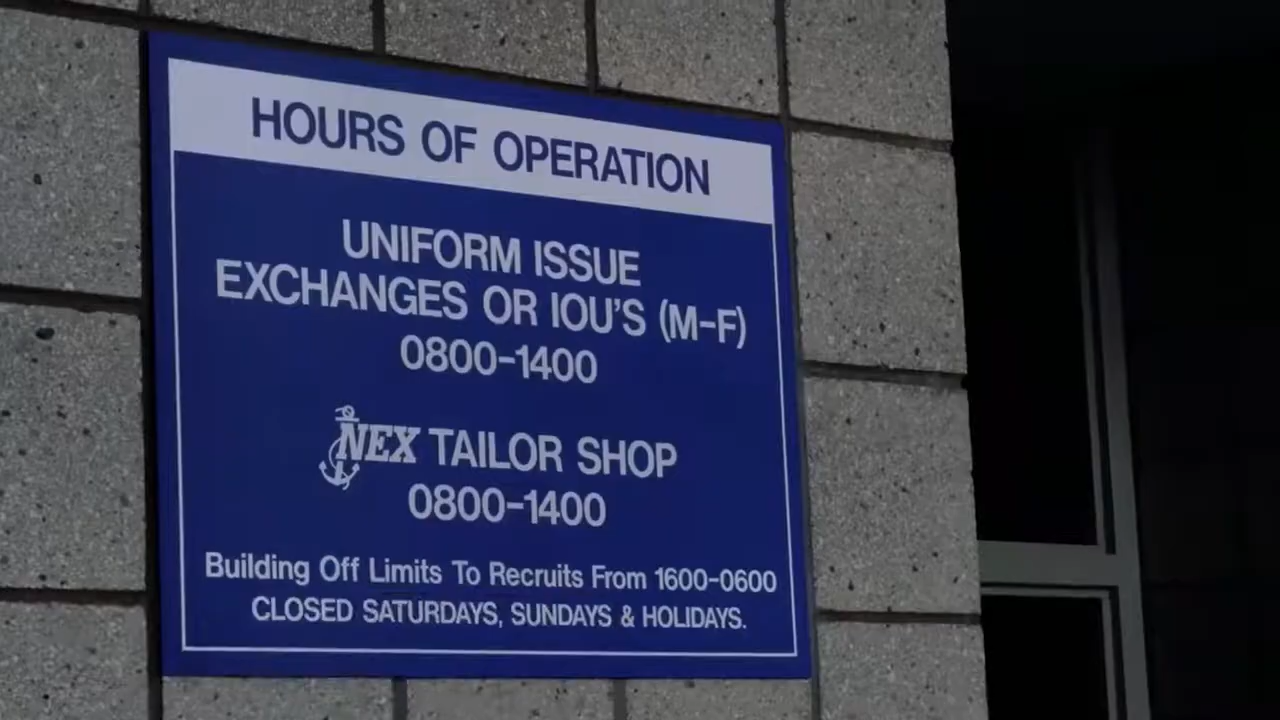 HOURS OF OPERATION
UNIFORM ISSUE
EXCHANGES OR IOU'S (M-F)
0800-1400
NEX TAILOR SHOP
0800-1400
Building Off Limits To Recruits From 1600-0600
CLOSED SATURDAYS, SUNDAYS & HOLIDAYS.